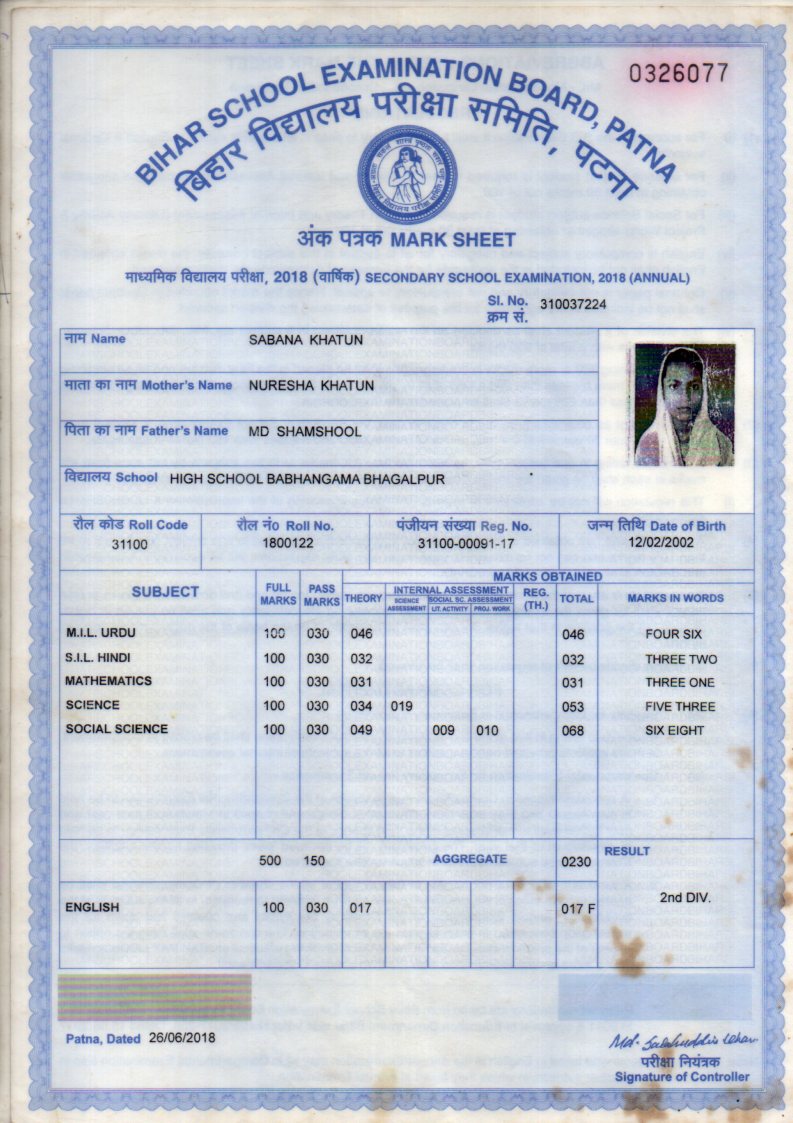 0326077
BIHAR SCHOOL EXAMINATION BOARD, PATNA
बिहार विद्यालय परीक्षा समिति, पटना
अंक पत्रक MARK SHEET
माध्यमिक विद्यालय परीक्षा, 2018 (वार्षिक) SECONDARY SCHOOL EXAMINATION, 2018 (ANNUAL)
Sl. No. 310037224
क्रम सं.
नाम Name SABANA KHATUN
माता का नाम Mother's Name NURESHA KHATUN
पिता का नाम Father's Name MD SHAMSHOOL
विद्यालय School HIGH SCHOOL BABHANGAMA BHAGALPUR
रौल कोड Roll Code रौल नं० Roll No. पंजीयन संख्या Reg. No. जन्म तिथि Date of Birth
31100 1800122 31100-00091-17 12/02/2002
MARKS OBTAINED
SUBJECT FULL MARKS PASS MARKS THEORY INTERNAL ASSESSMENT REG. (TH.) TOTAL MARKS IN WORDS
SCIENCE ASSESSMENT SOCIAL SC. ASSESSMENT
LIT. ACTIVITY PROJ. WORK
M.I.L. URDU 100 030 046 046 FOUR SIX
S.I.L. HINDI 100 030 032 032 THREE TWO
MATHEMATICS 100 030 031 031 THREE ONE
SCIENCE 100 030 034 019 053 FIVE THREE
SOCIAL SCIENCE 100 030 049 009 010 068 SIX EIGHT
500 150 AGGREGATE 0230 RESULT
2nd DIV.
ENGLISH 100 030 017 017 F
Patna, Dated 26/06/2018
परीक्षा नियंत्रक
Signature of Controller